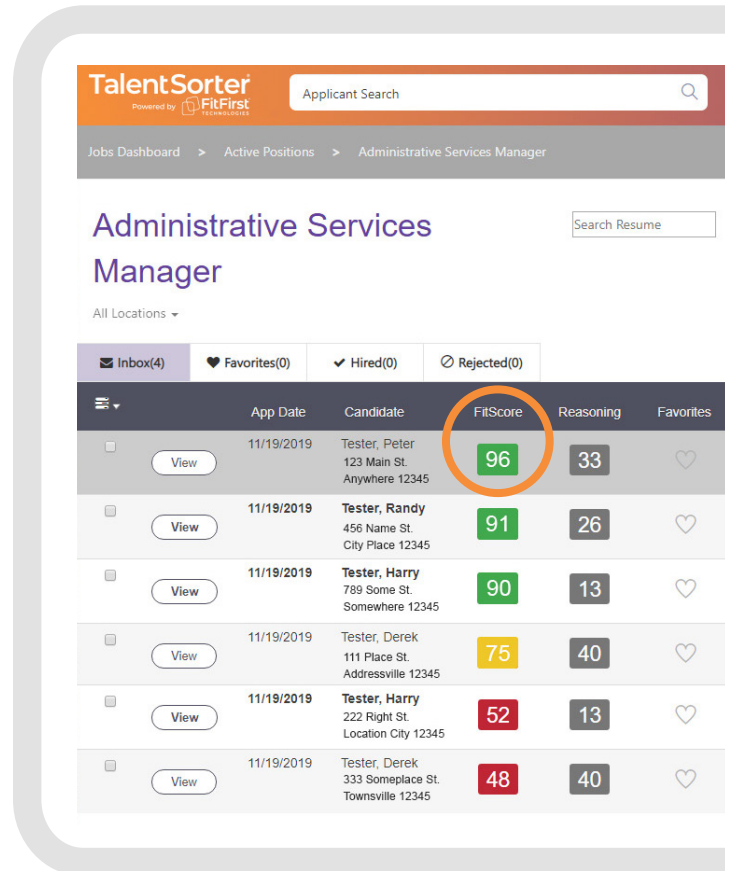 TalentSorter
Powered by FitFirst
TECHNOLOGIES
Applicant Search
Jobs Dashboard > Active Positions > Administrative Services Manager
Administrative Services
Manager
Search Resume
All Locations
Inbox(4) Favorites(0) Hired(0) Rejected(0)
App Date Candidate FitScore Reasoning Favorites
View 11/19/2019 Tester, Peter 96 33
123 Main St.
Anywhere 12345
View 11/19/2019 Tester, Randy 91 26
456 Name St.
City Place 12345
View 11/19/2019 Tester, Harry 90 13
789 Some St.
Somewhere 12345
View 11/19/2019 Tester, Derek 75 40
111 Place St.
Addressville 12345
View 11/19/2019 Tester, Harry 52 13
222 Right St.
Location City 12345
View 11/19/2019 Tester, Derek 48 40
333 Someplace St.
Townsville 12345